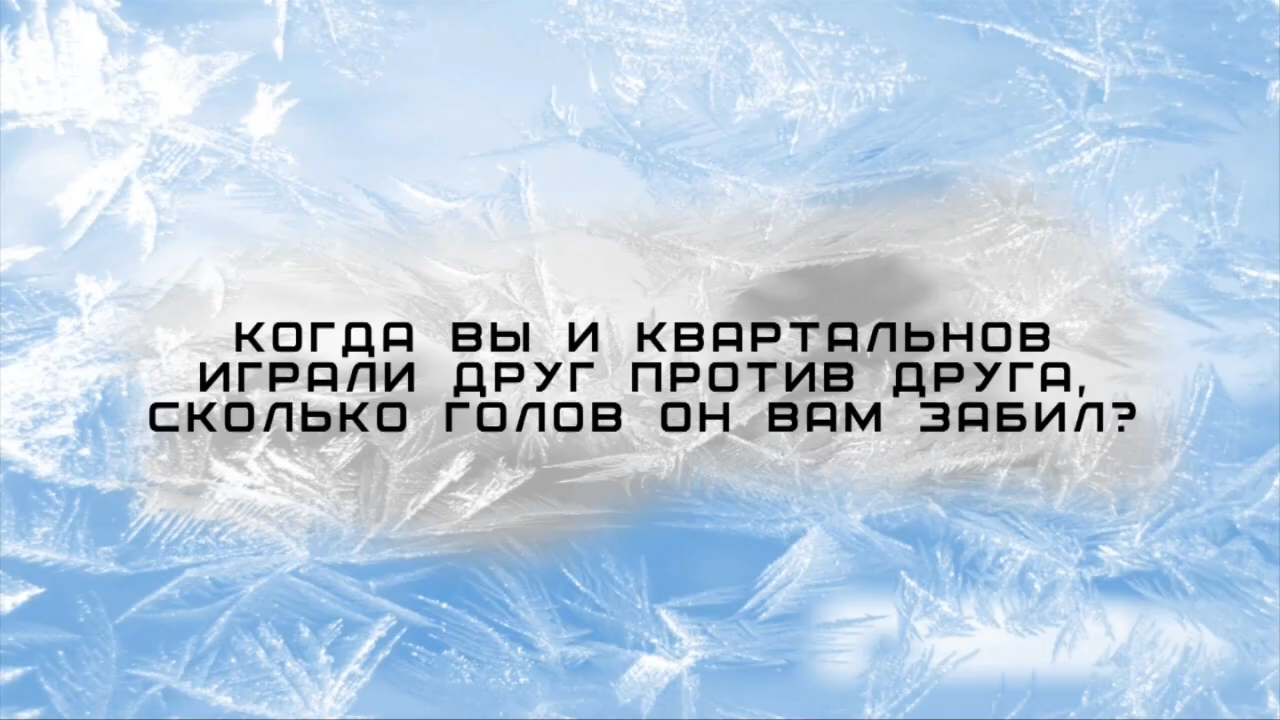 КОГДА ВЫ И КВАРТАЛЬНОВ
ИГРАЛИ ДРУГ ПРОТИВ ДРУГА,
СКОЛЬКО ГОЛОВ ОН ВАМ ЗАБИЛ?